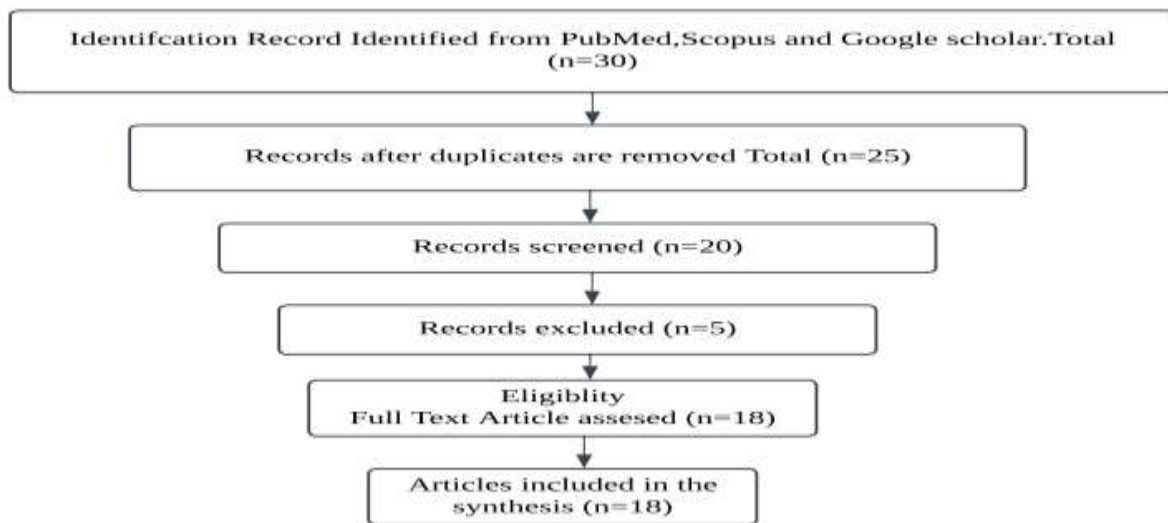 Identifcation Record Identified from PubMed,Scopus and Google scholar.Total
(n=30)
Records after duplicates are removed Total (n=25)
Records screened (n=20)
Records excluded (n=5)
Eligiblity
Full Text Article assesed (n=18)
Articles included in the
synthesis (n=18)